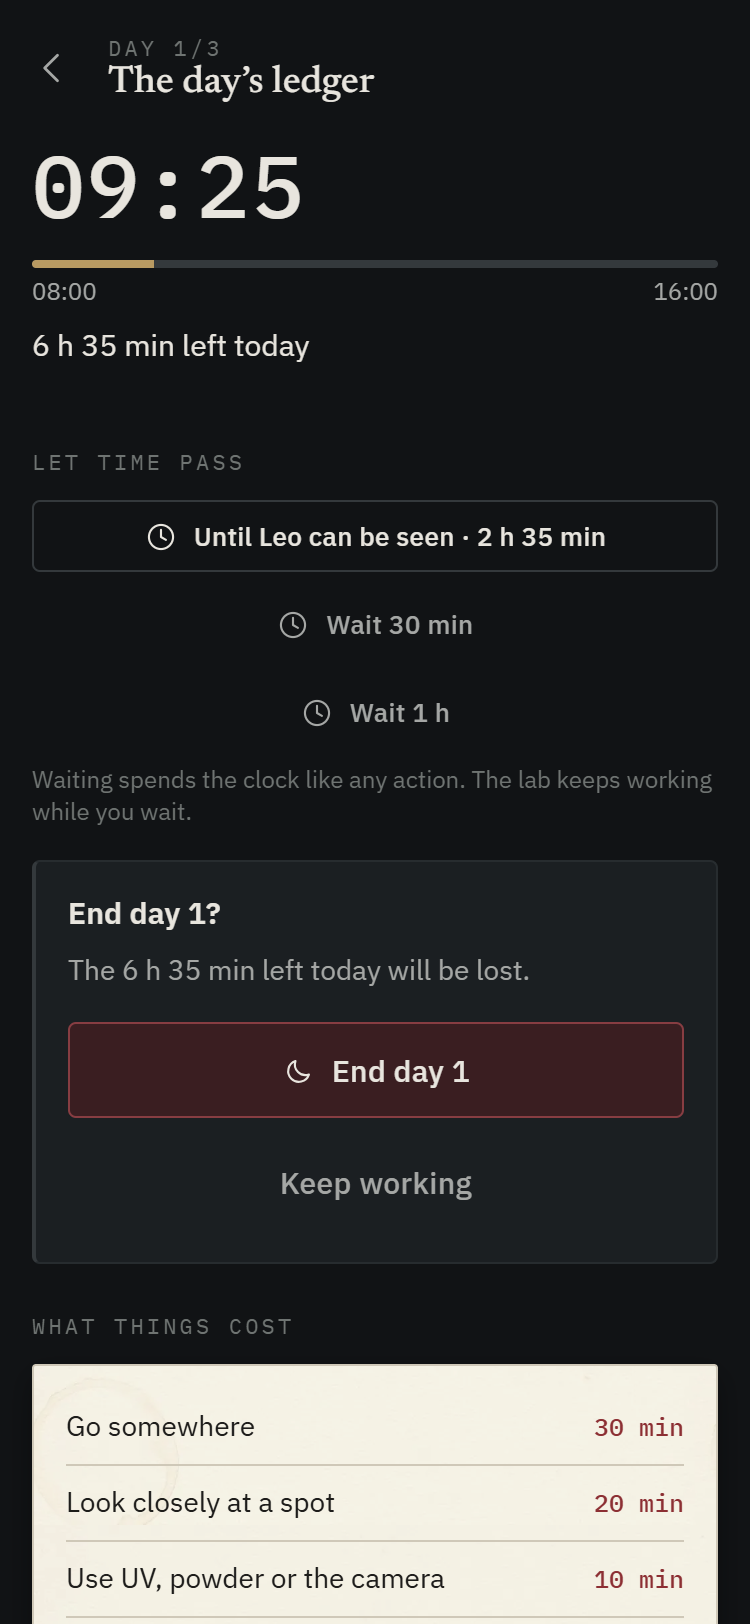 DAY 1/3
The day’s ledger
09:25
08:00 16:00
6 h 35 min left today
LET TIME PASS
Until Leo can be seen · 2 h 35 min
Wait 30 min
Wait 1 h
Waiting spends the clock like any action. The lab keeps working
while you wait.
End day 1?
The 6 h 35 min left today will be lost.
End day 1
Keep working
WHAT THINGS COST
Go somewhere 30 min
Look closely at a spot 20 min
Use UV, powder or the camera 10 min